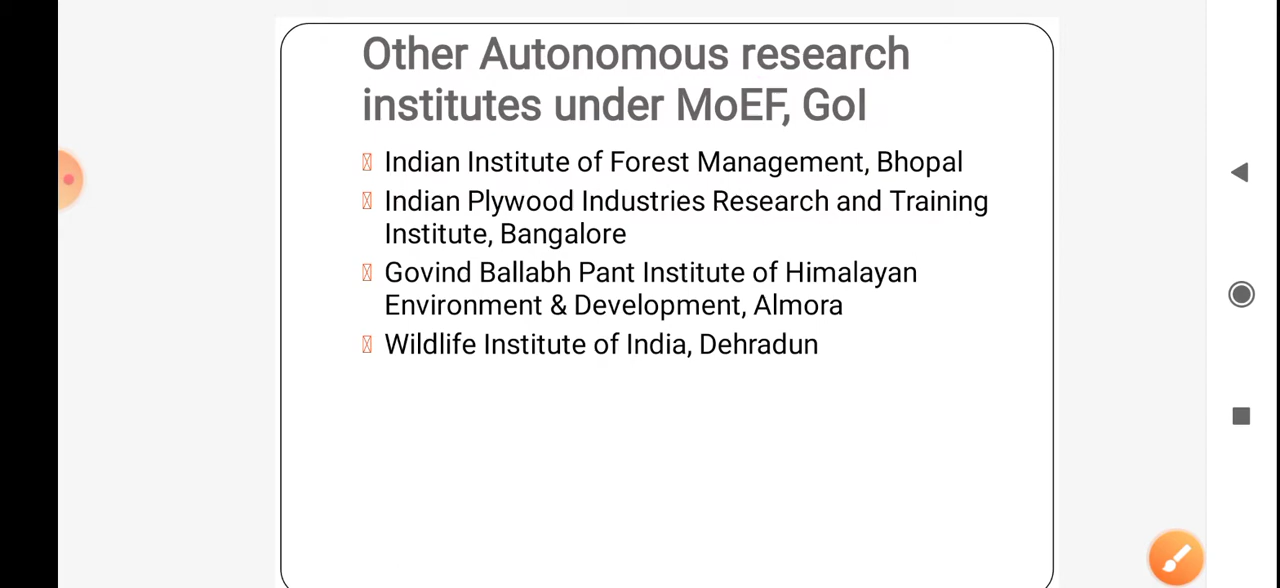 Other Autonomous research
institutes under MoEF, GoI
Indian Institute of Forest Management, Bhopal
Indian Plywood Industries Research and Training
Institute, Bangalore
Govind Ballabh Pant Institute of Himalayan
Environment & Development, Almora
Wildlife Institute of India, Dehradun